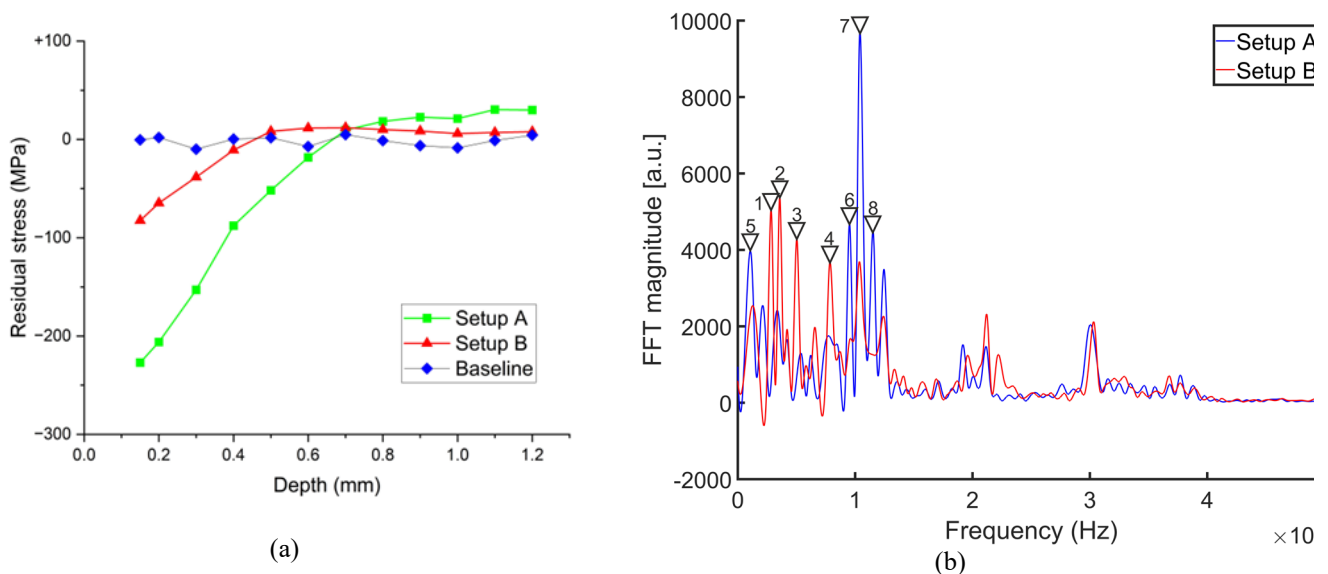 +100
0
−100
−200
−300
Residual stress (MPa)
0.0 0.2 0.4 0.6 0.8 1.0 1.2
Depth (mm)
Setup A
Setup B
Baseline
(a)
10000
8000
6000
4000
2000
0
-2000
FFT magnitude [a.u.]
0 1 2 3 4
Frequency (Hz)
×10
Setup A
Setup B
1
2
3
4
5
6
7
8
(b)